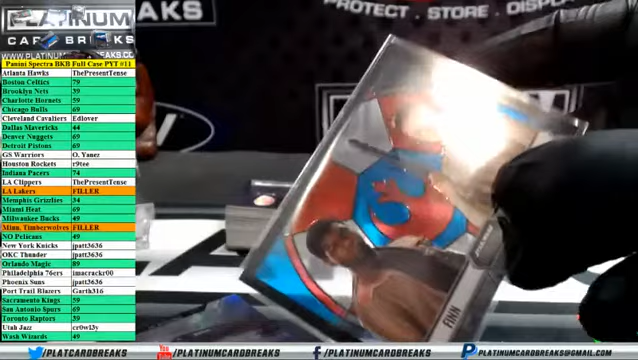 PLATINUM
CARD BREAKS
WWW.PLATINUMCARDBREAKS.CO
PROTECT . STORE . DISPL
Panini Spectra BKB Full Case PYT #11
Atlanta Hawks ThePresentTense
Boston Celtics 79
Brooklyn Nets 39
Charlotte Hornets 59
Chicago Bulls 69
Cleveland Cavaliers Edlover
Dallas Mavericks 44
Denver Nuggets 69
Detroit Pistons 69
GS Warriors O. Yanez
Houston Rockets r9tee
Indiana Pacers 74
LA Clippers ThePresentTense
LA Lakers FILLER
Memphis Grizzlies 34
Miami Heat 69
Milwaukee Bucks 49
Minn. Timberwolves FILLER
NO Pelicans 49
New York Knicks jpatt3636
OKC Thunder jpatt3636
Orlando Magic 89
Philadelphia 76ers imacrackr00
Phoenix Suns jpatt3636
Port Trail Blazers Garth316
Sacramento Kings 59
San Antonio Spurs 69
Toronto Raptors 39
Utah Jazz cr0w13y
Wash Wizards 49
FINN
/PLATCARDBREAKS
/PLATINUMCARDBREAKS
/PLATINUMCARDBREAKS